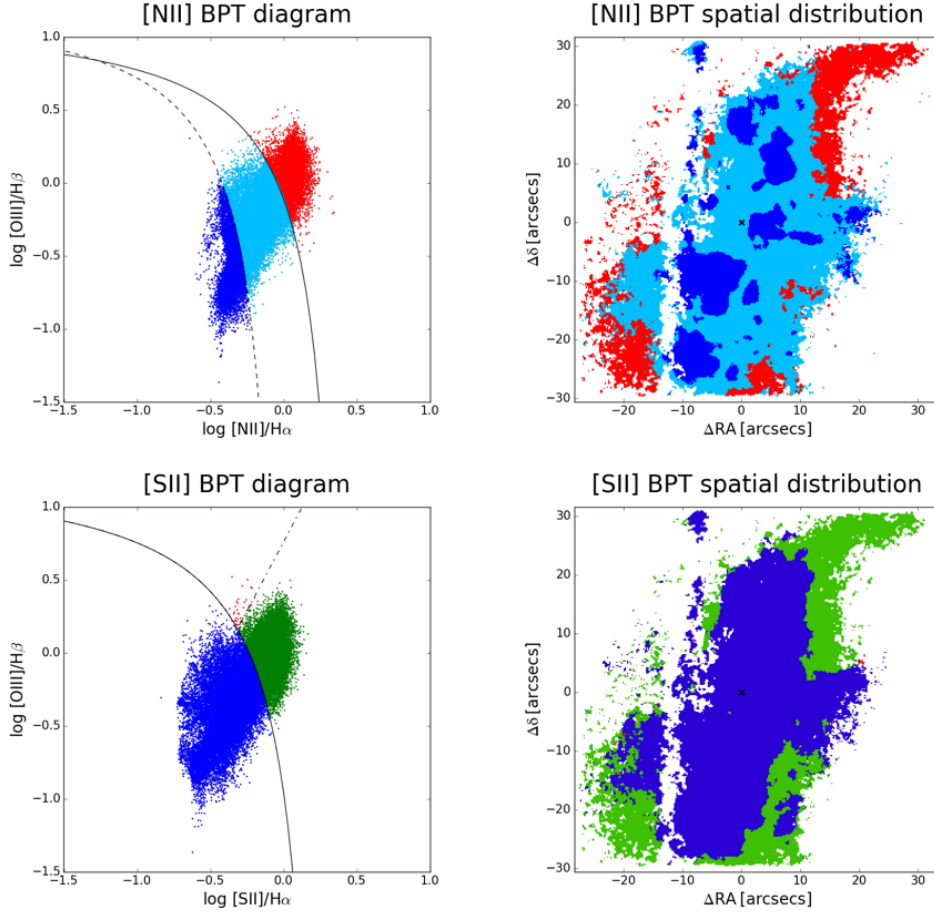 [NII] BPT diagram
1.0
0.5
0.0
−0.5
−1.0
−1.5
log [OIII]/Hβ
−1.5 −1.0 −0.5 0.0 0.5 1.0
log [NII]/Hα
[NII] BPT spatial distribution
30
20
10
0
−10
−20
−30
Δδ [arcsecs]
−20 −10 0 10 20 30
ΔRA [arcsecs]
[SII] BPT diagram
1.0
0.5
0.0
−0.5
−1.0
−1.5
log [OIII]/Hβ
−1.5 −1.0 −0.5 0.0 0.5 1.0
log [SII]/Hα
[SII] BPT spatial distribution
30
20
10
0
−10
−20
−30
Δδ [arcsecs]
−20 −10 0 10 20 30
ΔRA [arcsecs]